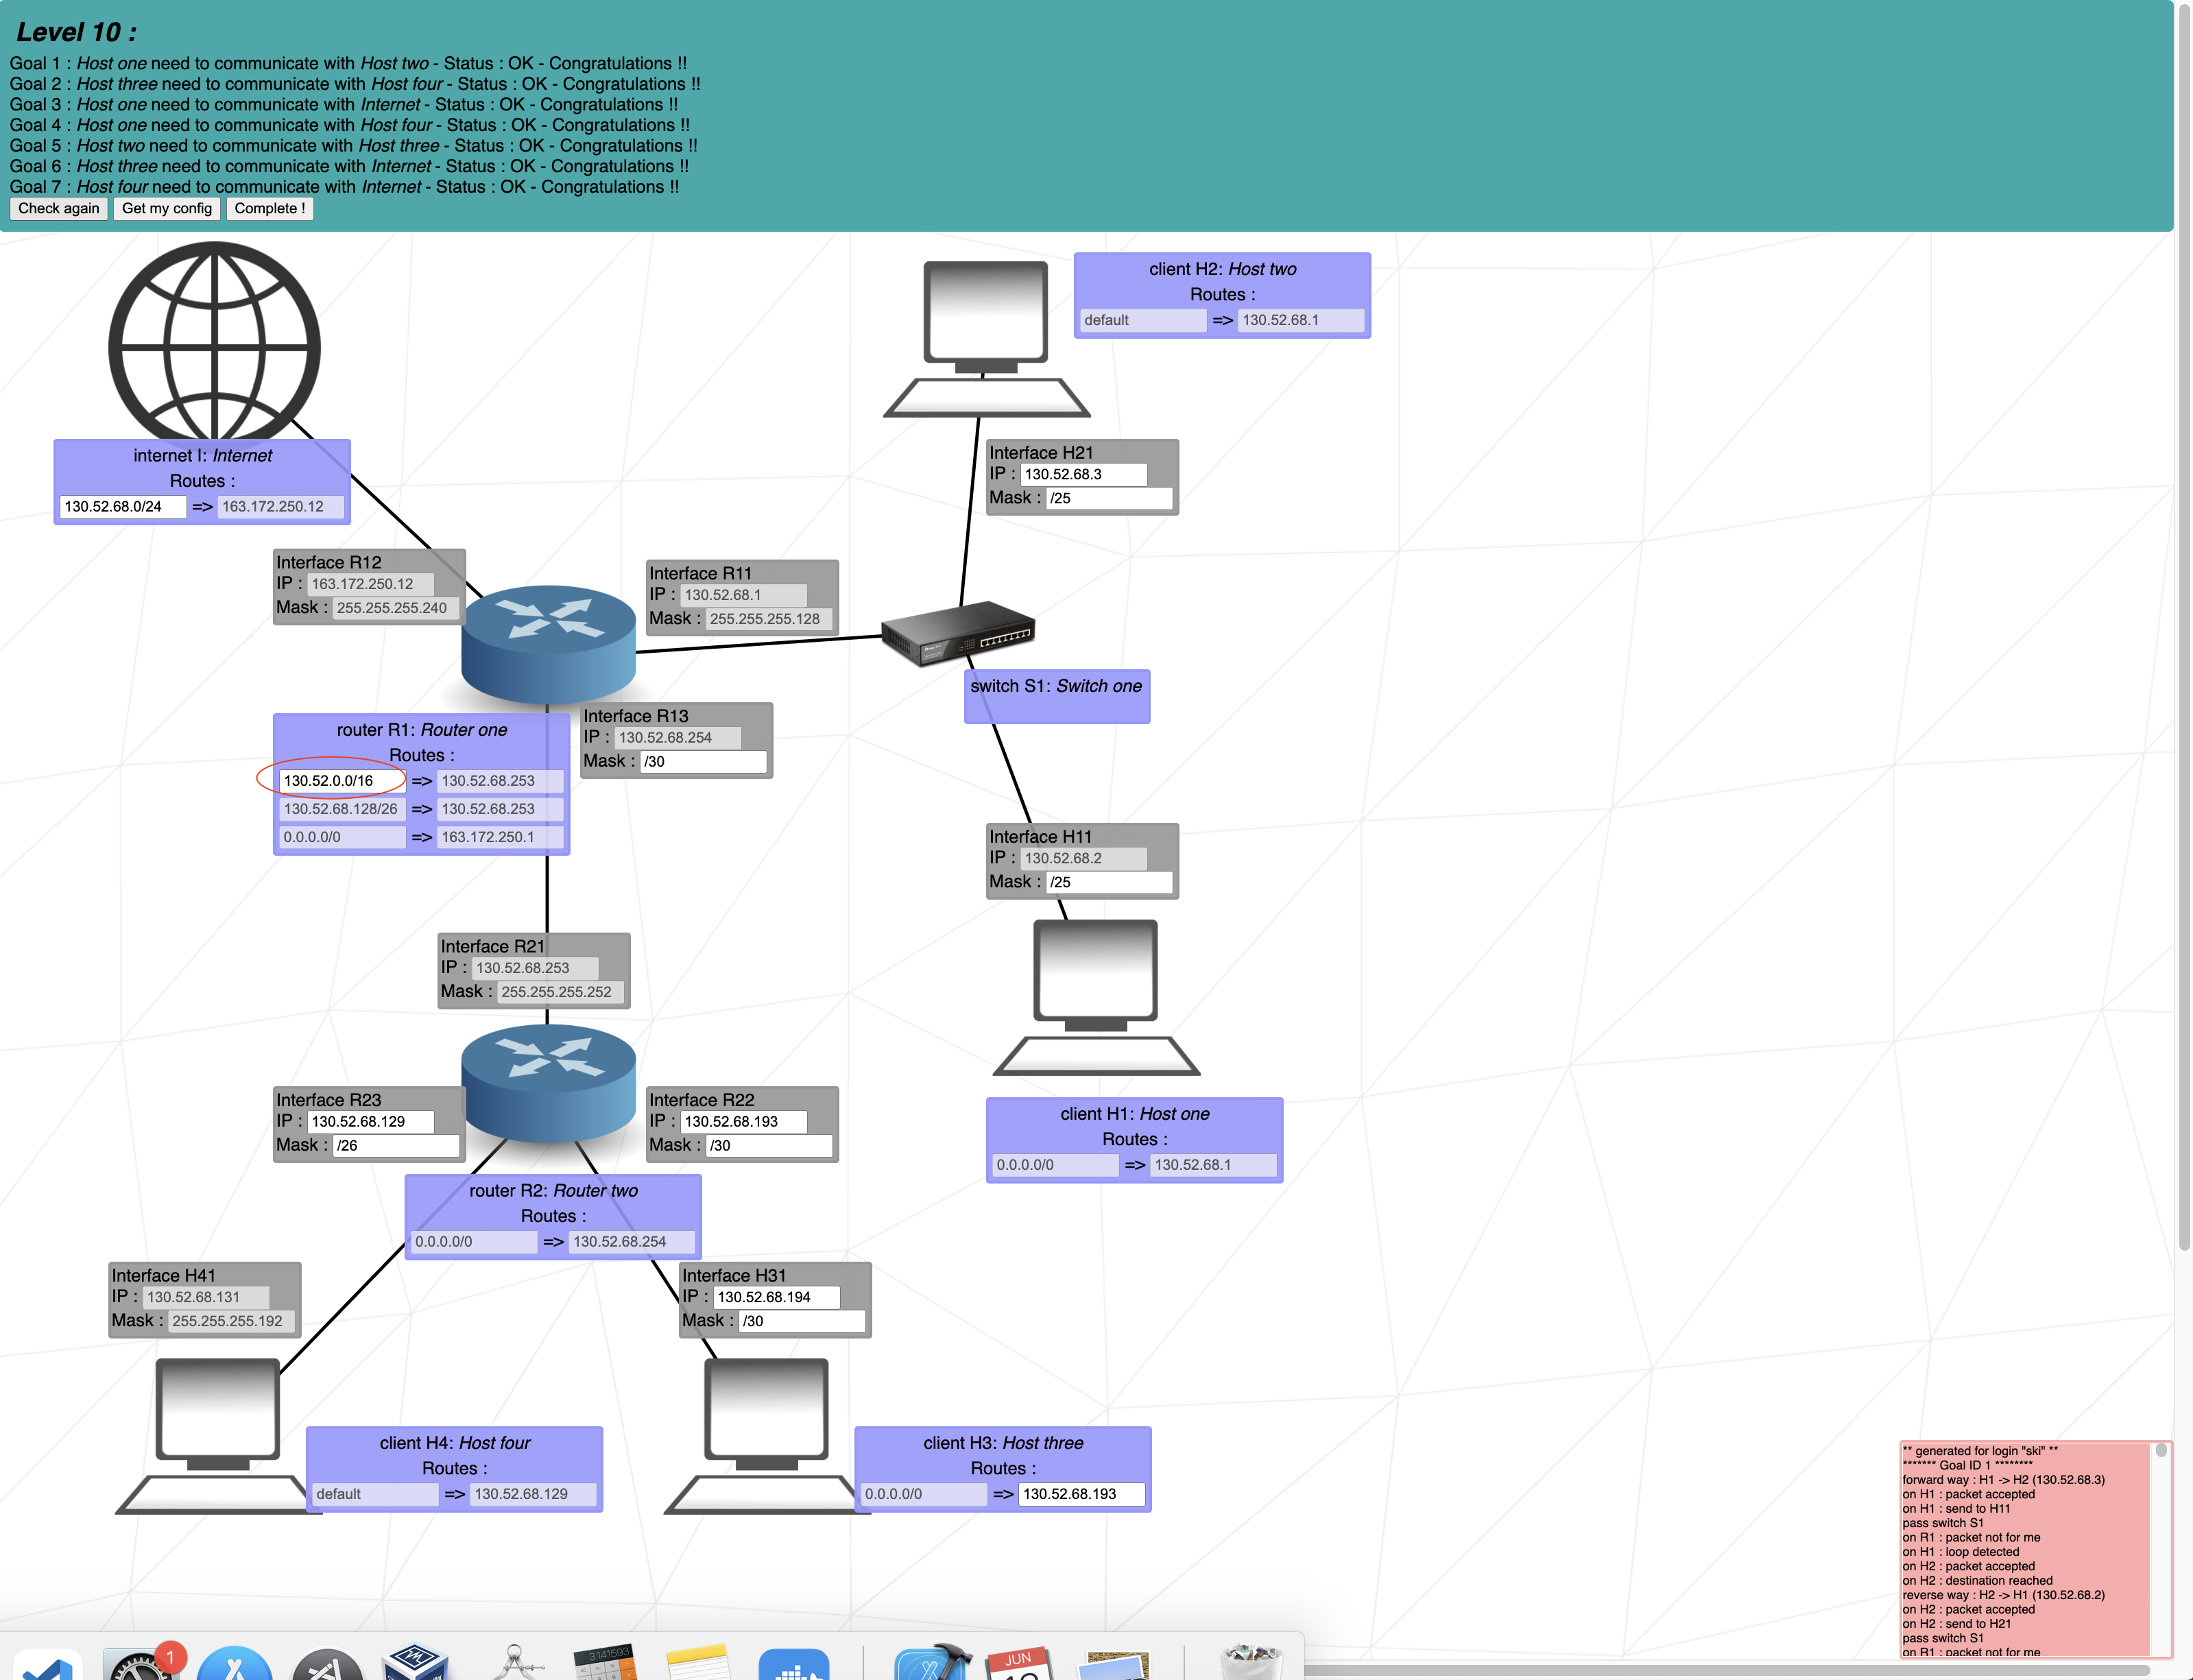 Level 10 :
Goal 1 : Host one need to communicate with Host two - Status : OK - Congratulations !!
Goal 2 : Host three need to communicate with Host four - Status : OK - Congratulations !!
Goal 3 : Host one need to communicate with Internet - Status : OK - Congratulations !!
Goal 4 : Host one need to communicate with Host four - Status : OK - Congratulations !!
Goal 5 : Host two need to communicate with Host three - Status : OK - Congratulations !!
Goal 6 : Host three need to communicate with Internet - Status : OK - Congratulations !!
Goal 7 : Host four need to communicate with Internet - Status : OK - Congratulations !!
Check again Get my config Complete !
client H2: Host two
Routes :
default => 130.52.68.1
internet I: Internet
Routes :
130.52.68.0/24 => 163.172.250.12
Interface H21
IP : 130.52.68.3
Mask : /25
Interface R12
IP : 163.172.250.12
Mask : 255.255.255.240
Interface R11
IP : 130.52.68.1
Mask : 255.255.255.128
switch S1: Switch one
router R1: Router one
Routes :
130.52.0.0/16 => 130.52.68.253
130.52.68.128/26 => 130.52.68.253
0.0.0.0/0 => 163.172.250.1
Interface R13
IP : 130.52.68.254
Mask : /30
Interface H11
IP : 130.52.68.2
Mask : /25
Interface R21
IP : 130.52.68.253
Mask : 255.255.255.252
Interface R23
IP : 130.52.68.129
Mask : /26
Interface R22
IP : 130.52.68.193
Mask : /30
client H1: Host one
Routes :
0.0.0.0/0 => 130.52.68.1
router R2: Router two
Routes :
0.0.0.0/0 => 130.52.68.254
Interface H41
IP : 130.52.68.131
Mask : 255.255.255.192
Interface H31
IP : 130.52.68.194
Mask : /30
client H4: Host four
Routes :
default => 130.52.68.129
client H3: Host three
Routes :
0.0.0.0/0 => 130.52.68.193
** generated for login "ski" **
******* Goal ID 1 ********
forward way : H1 -> H2 (130.52.68.3)
on H1 : packet accepted
on H1 : send to H11
pass switch S1
on R1 : packet not for me
on H1 : loop detected
on H2 : packet accepted
on H2 : destination reached
reverse way : H2 -> H1 (130.52.68.2)
on H2 : packet accepted
on H2 : send to H21
pass switch S1
on R1 : packet not for me
1
3.141593
JUN